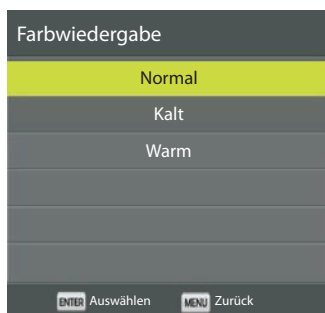 Farbwiedergabe
Normal
Kalt
Warm
ENTER Auswählen MENU Zurück